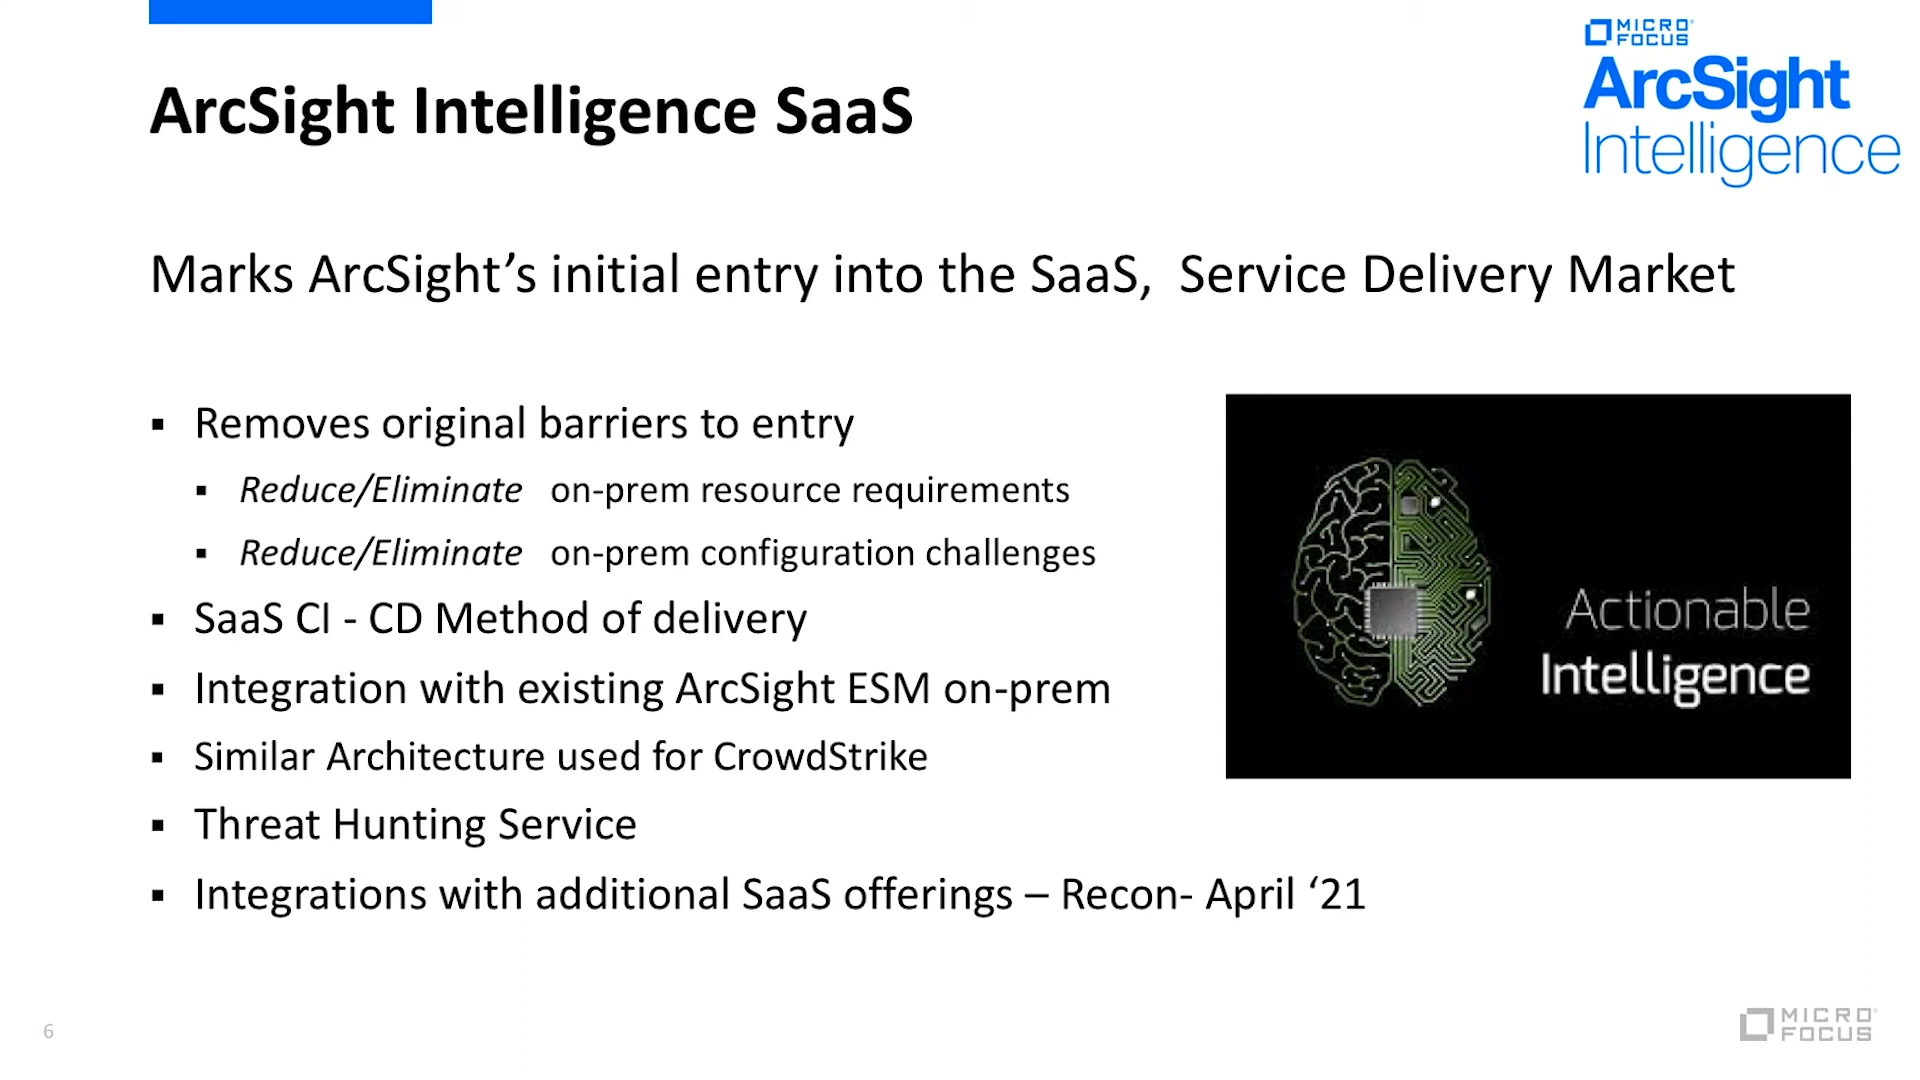 MICRO
FOCUS
ArcSight
Intelligence
ArcSight Intelligence SaaS
Marks ArcSight’s initial entry into the SaaS,  Service Delivery Market
▪ Removes original barriers to entry
▪ Reduce/Eliminate  on-prem resource requirements
▪ Reduce/Eliminate  on-prem configuration challenges
▪ SaaS CI - CD Method of delivery
▪ Integration with existing ArcSight ESM on-prem
▪ Similar Architecture used for CrowdStrike
▪ Threat Hunting Service
▪ Integrations with additional SaaS offerings – Recon- April ‘21
Actionable
Intelligence
6
MICRO
FOCUS